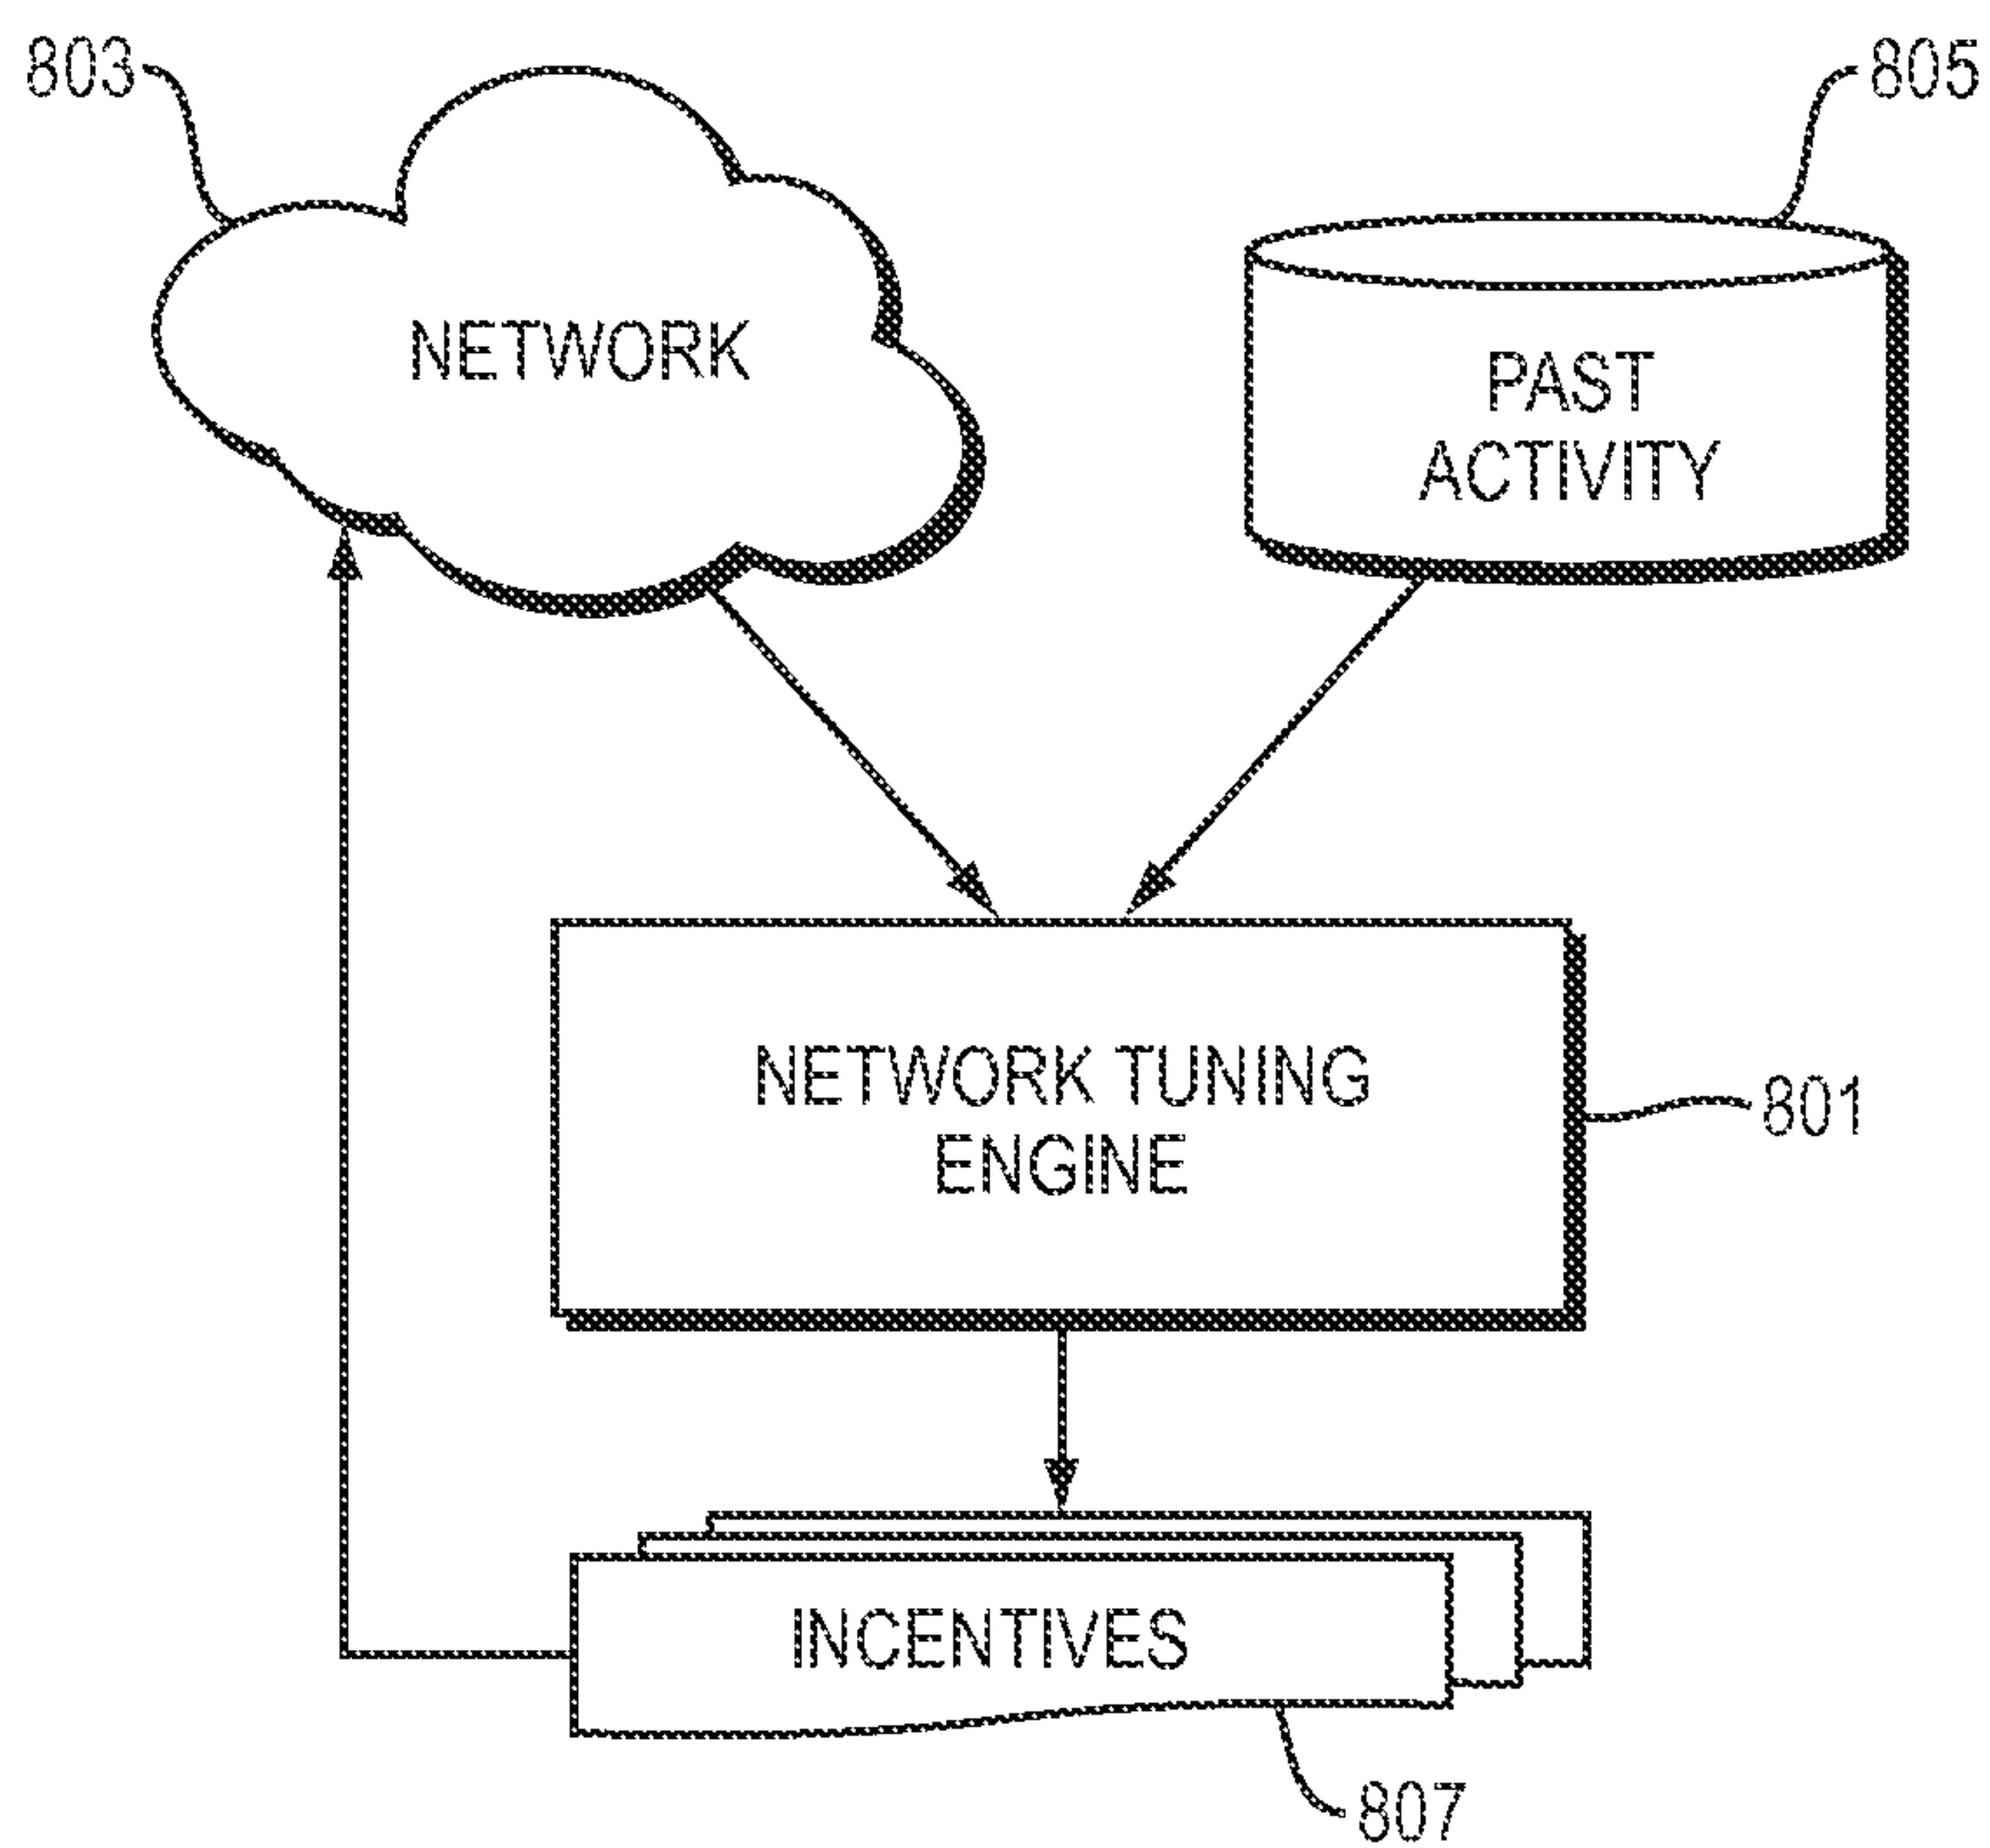 803
805
NETWORK
PAST
ACTIVITY
NETWORK TUNING
ENGINE
801
INCENTIVES
807